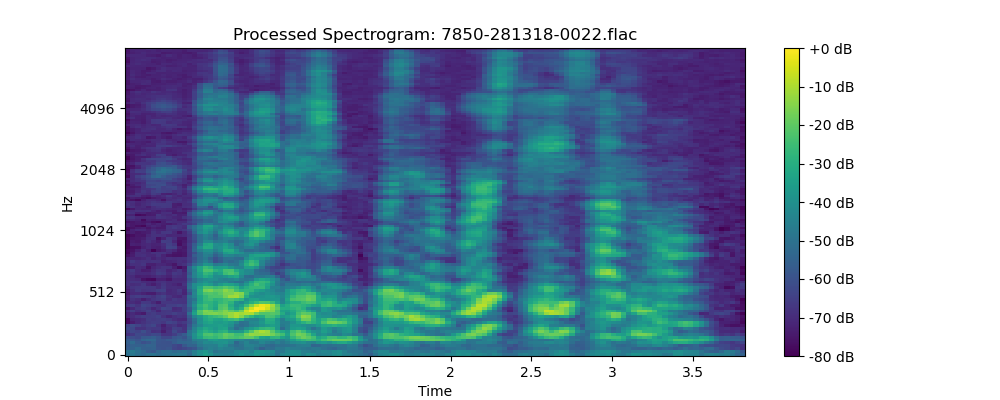 Processed Spectrogram: 7850-281318-0022.flac
Hz
4096
2048
1024
512
0
0
0.5
1
1.5
2
2.5
3
3.5
Time
+0 dB
-10 dB
-20 dB
-30 dB
-40 dB
-50 dB
-60 dB
-70 dB
-80 dB